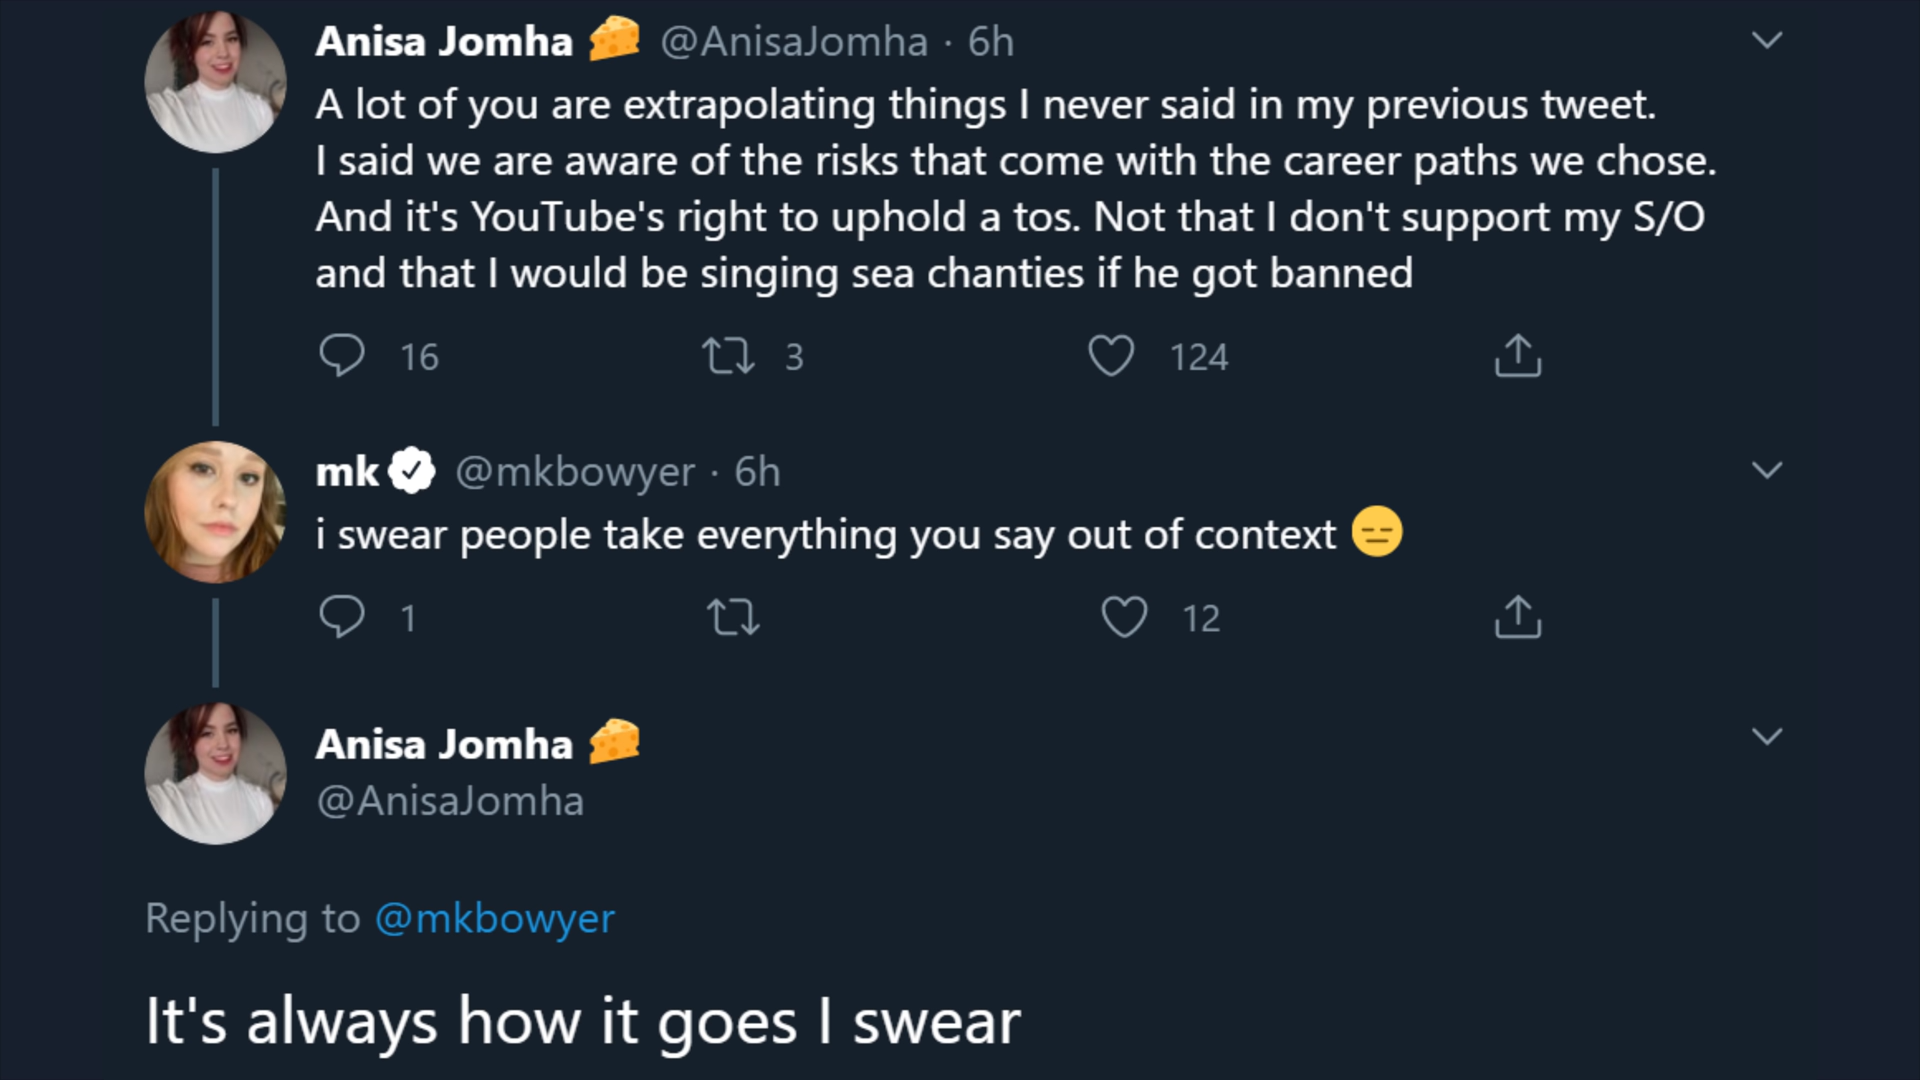 Anisa Jomha 🧀 @AnisaJomha · 6h
A lot of you are extrapolating things I never said in my previous tweet.
I said we are aware of the risks that come with the career paths we chose.
And it's YouTube's right to uphold a tos. Not that I don't support my S/O
and that I would be singing sea chanties if he got banned
16 3 124
mk @mkbowyer · 6h
i swear people take everything you say out of context 😑
1 12
Anisa Jomha 🧀
@AnisaJomha
Replying to @mkbowyer
It's always how it goes I swear